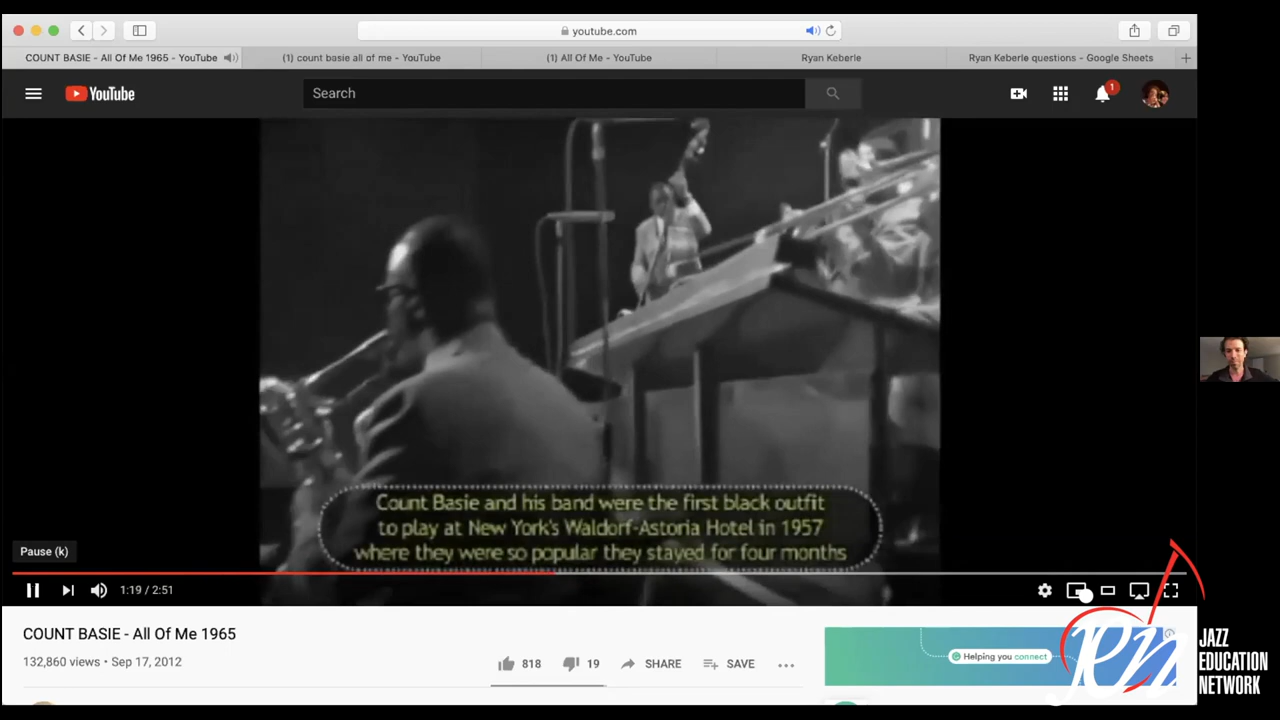 youtube.com
COUNT BASIE - All Of Me 1965 - YouTube
(1) count basie all of me - YouTube
(1) All Of Me - YouTube
Ryan Keberle
Ryan Keberle questions - Google Sheets
YouTube
Search
1
Count Basie and his band were the first black outfit
to play at New York's Waldorf-Astoria Hotel in 1957
where they were so popular they stayed for four months
Pause (k)
1:19 / 2:51
COUNT BASIE - All Of Me 1965
132,860 views • Sep 17, 2012
818
19
SHARE
SAVE
Helping you connect
jen
JAZZ
EDUCATION
NETWORK